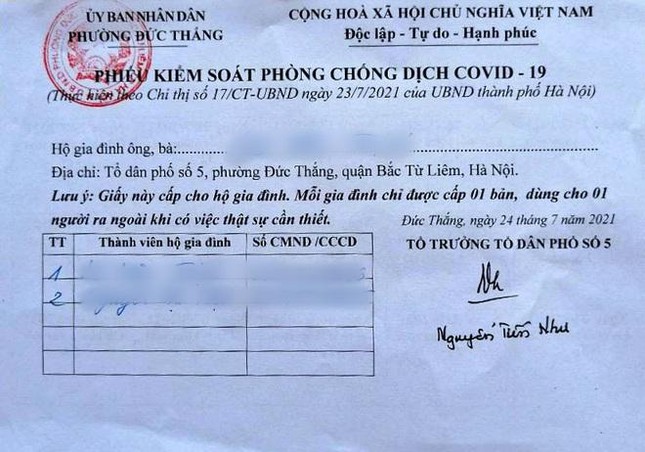 ỦY BAN NHÂN DÂN
PHƯỜNG ĐỨC THẮNG
CỘNG HOÀ XÃ HỘI CHỦ NGHĨA VIỆT NAM
Độc lập - Tự do - Hạnh phúc
PHIẾU KIỂM SOÁT PHÒNG CHỐNG DỊCH COVID - 19
(Thực hiện theo Chỉ thị số 17/CT-UBND ngày 23/7/2021 của UBND thành phố Hà Nội)
Hộ gia đình ông, bà:
Địa chỉ: Tổ dân phố số 5, phường Đức Thắng, quận Bắc Từ Liêm, Hà Nội.
Lưu ý: Giấy này cấp cho hộ gia đình. Mỗi gia đình chỉ được cấp 01 bản, dùng cho 01
người ra ngoài khi có việc thật sự cần thiết.
Đức Thắng, ngày 24 tháng 7 năm 2021
TỔ TRƯỞNG TỔ DÂN PHỐ SỐ 5
TT Thành viên hộ gia đình Số CMND /CCCD
1
2
Nguyễn Tiến Như